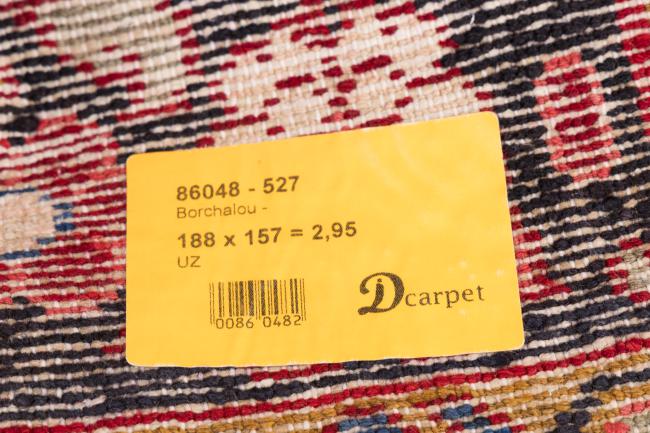 86048 - 527
Borchalou -
188 x 157 = 2,95
UZ
0086 0482
Dcarpet